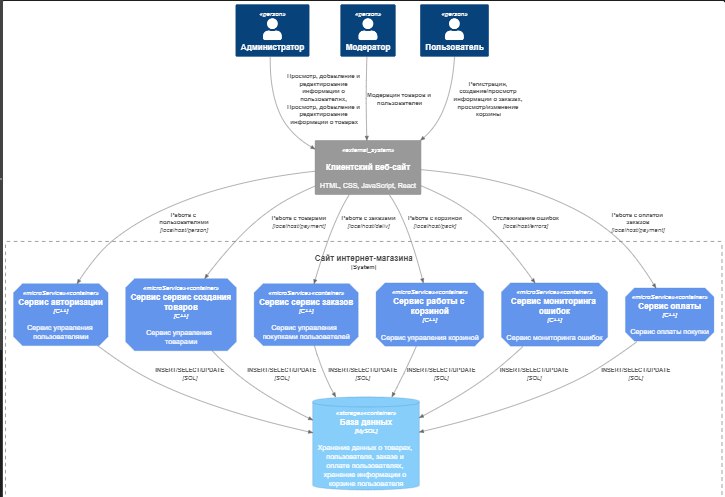 «person»
Администратор
«person»
Модератор
«person»
Пользователь
Просмотр, добавление и
редактирование
информации о
пользователях,
Просмотр, добавление и
редактирование
информации о товарах
Модерация товаров и
пользователей
Регистрация,
создание/просмотр
информации о заказах,
просмотр/изменение
корзины
«external_system»
Клиентский веб-сайт
HTML, CSS, JavaScript, React
Работа с
пользователями
[localhost/person]
Работа с товарами
[localhost/payment]
Работа с заказами
[localhost/deliv]
Работа с корзиной
[localhost/pack]
Отслеживание ошибок
[localhost/errors]
Работа с оплатой
заказов
[localhost/payment]
Сайт интернет-магазина
[System]
«microService»«container»
Сервис авторизации
[C++]
Сервис управления
пользователями
«microService»«container»
Сервис сервис создания
товаров
[C++]
Сервис управления
товарами
«microService»«container»
Сервис сервис заказов
[C++]
Сервис управления
покупками пользователей
«microService»«container»
Сервис работы с
корзиной
[C++]
Сервис управления корзиной
«microService»«container»
Сервис мониторинга
ошибок
[C++]
Сервис мониторинга ошибок
«microService»«container»
Сервис оплаты
[C++]
Сервис оплаты покупки
INSERT/SELECT/UPDATE
[SQL]
INSERT/SELECT/UPDATE
[SQL]
INSERT/SELECT/UPDATE
[SQL]
INSERT/SELECT/UPDATE
[SQL]
INSERT/SELECT/UPDATE
[SQL]
INSERT/SELECT/UPDATE
[SQL]
«storage»«container»
База данных
[MySQL]
Хранение данных о товарах,
пользователе, заказе и
оплате пользователях,
хранение информации о
корзине пользователя